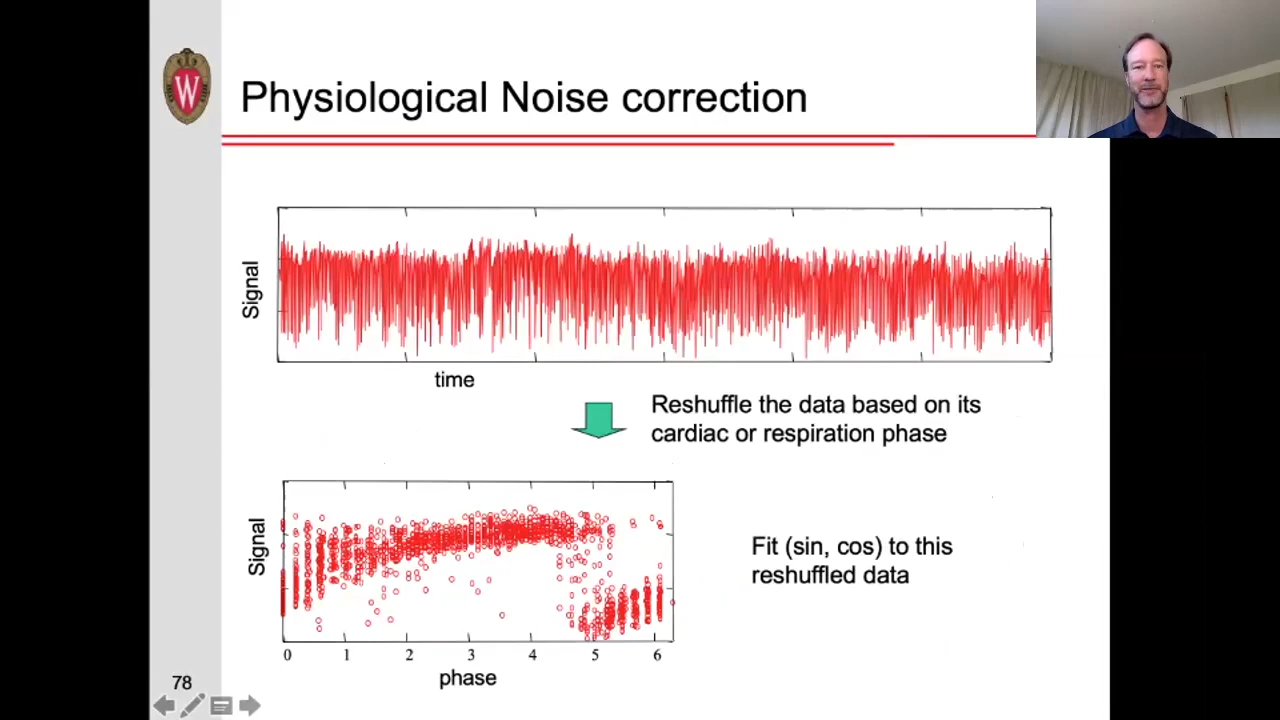 W
Physiological Noise correction
Signal
time
Reshuffle the data based on its
cardiac or respiration phase
Signal
0 1 2 3 4 5 6
phase
Fit (sin, cos) to this
reshuffled data
78